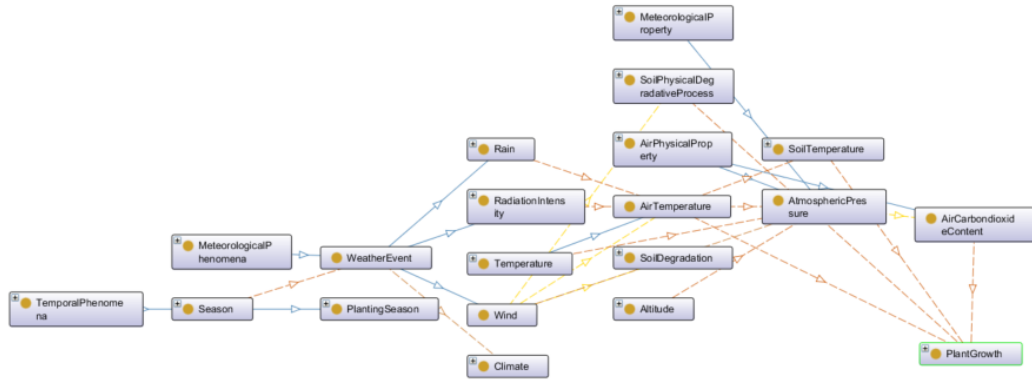 MeteorologicalP
roperty
SoilPhysicalDeg
radativeProcess
Rain
AirPhysicalProp
erty
SoilTemperature
RadiationIntens
ity
AirTemperature
AtmosphericPres
sure
AirCarbondioxid
eContent
MeteorologicalP
henomena
WeatherEvent
Temperature
SoilDegradation
TemporalPhenome
na
Season
PlantingSeason
Wind
Altitude
Climate
PlantGrowth